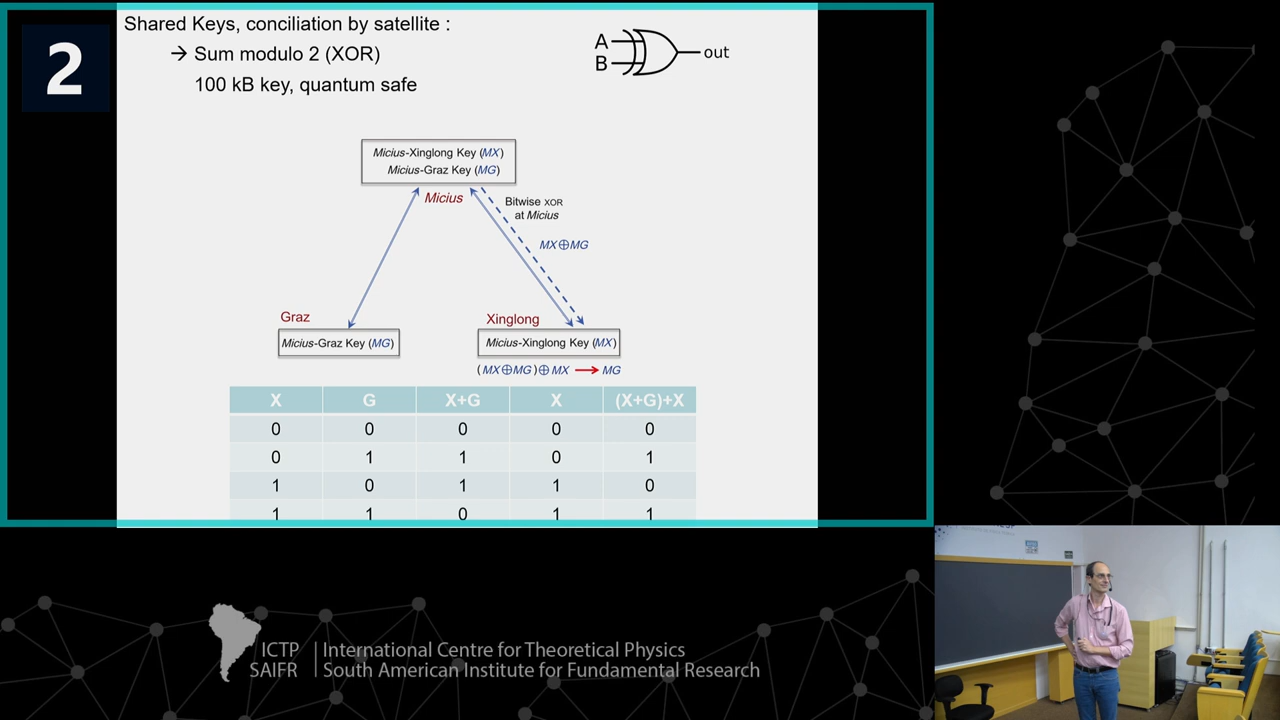 2
Shared Keys, conciliation by satellite :
→ Sum modulo 2 (XOR)
100 kB key, quantum safe
A
B
out
Micius-Xinglong Key (MX)
Micius-Graz Key (MG)
Micius
Bitwise XOR
at Micius
MX⊕MG
Graz
Xinglong
Micius-Graz Key (MG)
Micius-Xinglong Key (MX)
(MX⊕MG)⊕MX → MG
X G X+G X (X+G)+X
0 0 0 0 0
0 1 1 0 1
1 0 1 1 0
1 1 0 1 1
ICTP
SAIFR
International Centre for Theoretical Physics
South American Institute for Fundamental Research